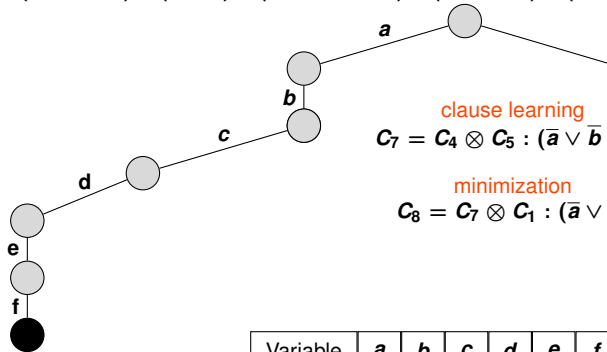 a
b
clause learning
c
C₇ = C₄ ⊗ C₅ : (a̅ ∨ b̅
d
minimization
C₈ = C₇ ⊗ C₁ : (a̅ ∨
e
f
Variable a b c d e f